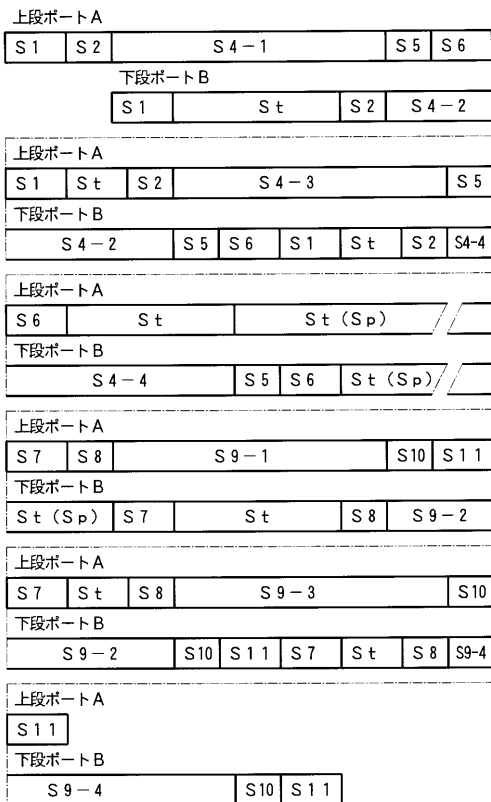 上段ポートA
S1 S2 S4-1 S5 S6
下段ポートB
S1 St S2 S4-2
上段ポートA
S1 St S2 S4-3 S5
下段ポートB
S4-2 S5 S6 S1 St S2 S4-4
上段ポートA
S6 St St(Sp)
下段ポートB
S4-4 S5 S6 St(Sp)
上段ポートA
S7 S8 S9-1 S10 S11
下段ポートB
St(Sp) S7 St S8 S9-2
上段ポートA
S7 St S8 S9-3 S10
下段ポートB
S9-2 S10 S11 S7 St S8 S9-4
上段ポートA
S11
下段ポートB
S9-4 S10 S11